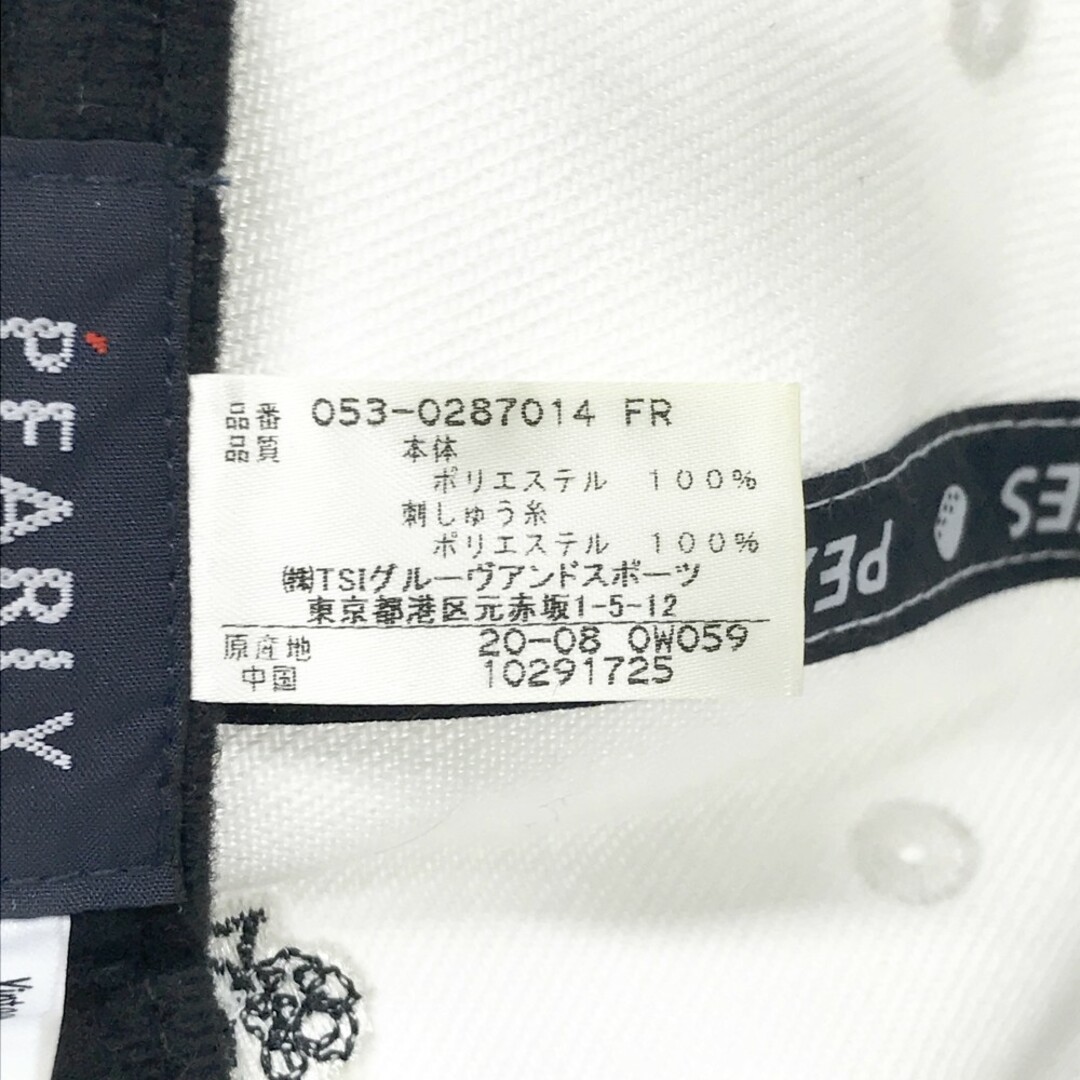 品番 053-0287014 FR
品質 本体
ポリエステル 100%
刺しゅう糸
ポリエステル 100%
㈱TSIグルーヴアンドスポーツ
東京都港区元赤坂1-5-12
原産地 20-08 0W059
中国 10291725
PEARLY